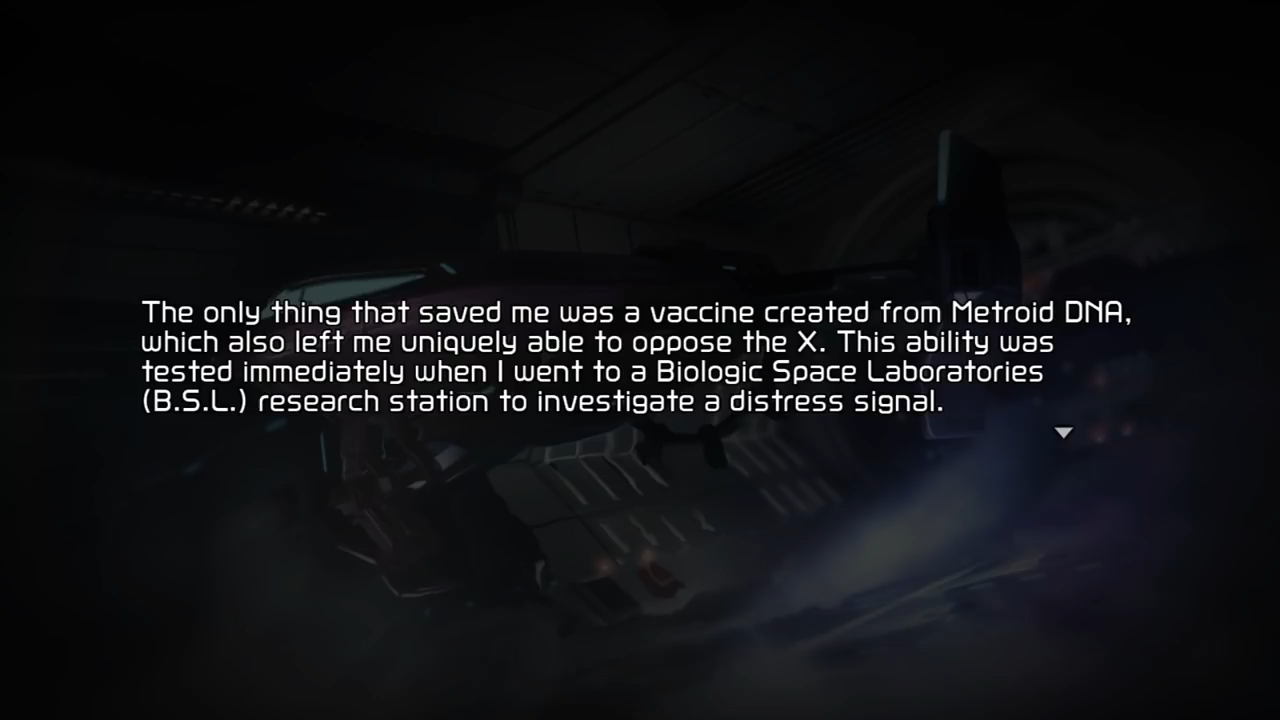 The only thing that saved me was a vaccine created from Metroid DNA,
which also left me uniquely able to oppose the X. This ability was
tested immediately when I went to a Biologic Space Laboratories
(B.S.L.) research station to investigate a distress signal.